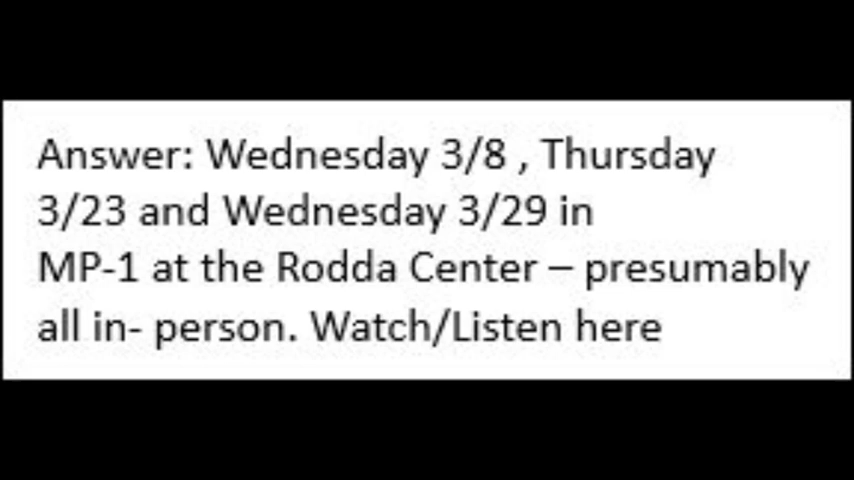 Answer: Wednesday 3/8 , Thursday
3/23 and Wednesday 3/29 in
MP-1 at the Rodda Center – presumably
all in- person. Watch/Listen here